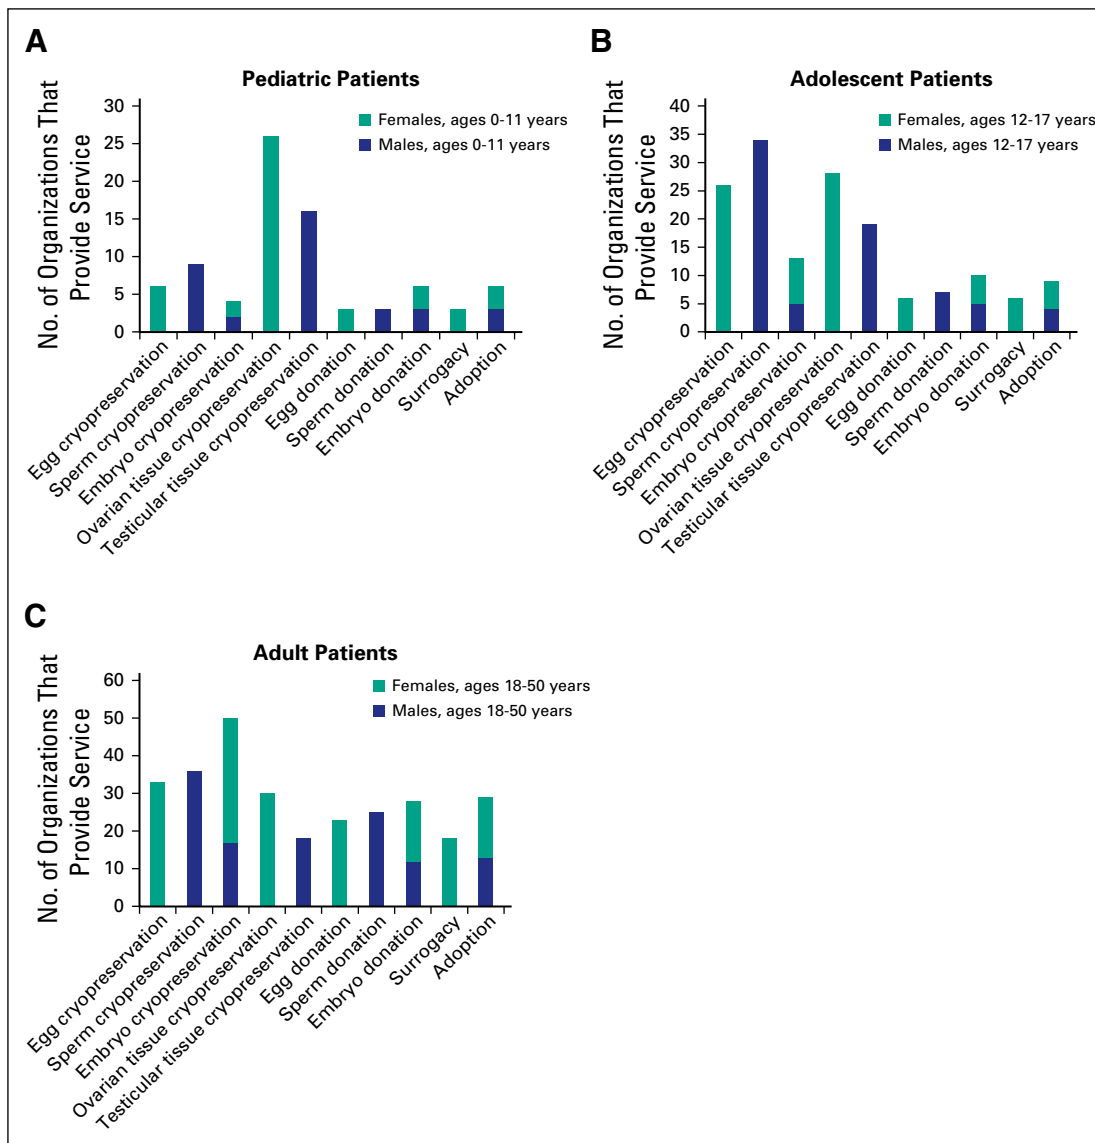 A
Pediatric Patients
No. of Organizations That
Provide Service
30
25
20
15
10
5
0
Females, ages 0-11 years
Males, ages 0-11 years
Egg cryopreservation
Sperm cryopreservation
Embryo cryopreservation
Ovarian tissue cryopreservation
Testicular tissue cryopreservation
Egg donation
Sperm donation
Embryo donation
Surrogacy
Adoption
B
Adolescent Patients
No. of Organizations That
Provide Service
40
35
30
25
20
15
10
5
0
Females, ages 12-17 years
Males, ages 12-17 years
Egg cryopreservation
Sperm cryopreservation
Embryo cryopreservation
Ovarian tissue cryopreservation
Testicular tissue cryopreservation
Egg donation
Sperm donation
Embryo donation
Surrogacy
Adoption
C
Adult Patients
No. of Organizations That
Provide Service
60
50
40
30
20
10
0
Females, ages 18-50 years
Males, ages 18-50 years
Egg cryopreservation
Sperm cryopreservation
Embryo cryopreservation
Ovarian tissue cryopreservation
Testicular tissue cryopreservation
Egg donation
Sperm donation
Embryo donation
Surrogacy
Adoption